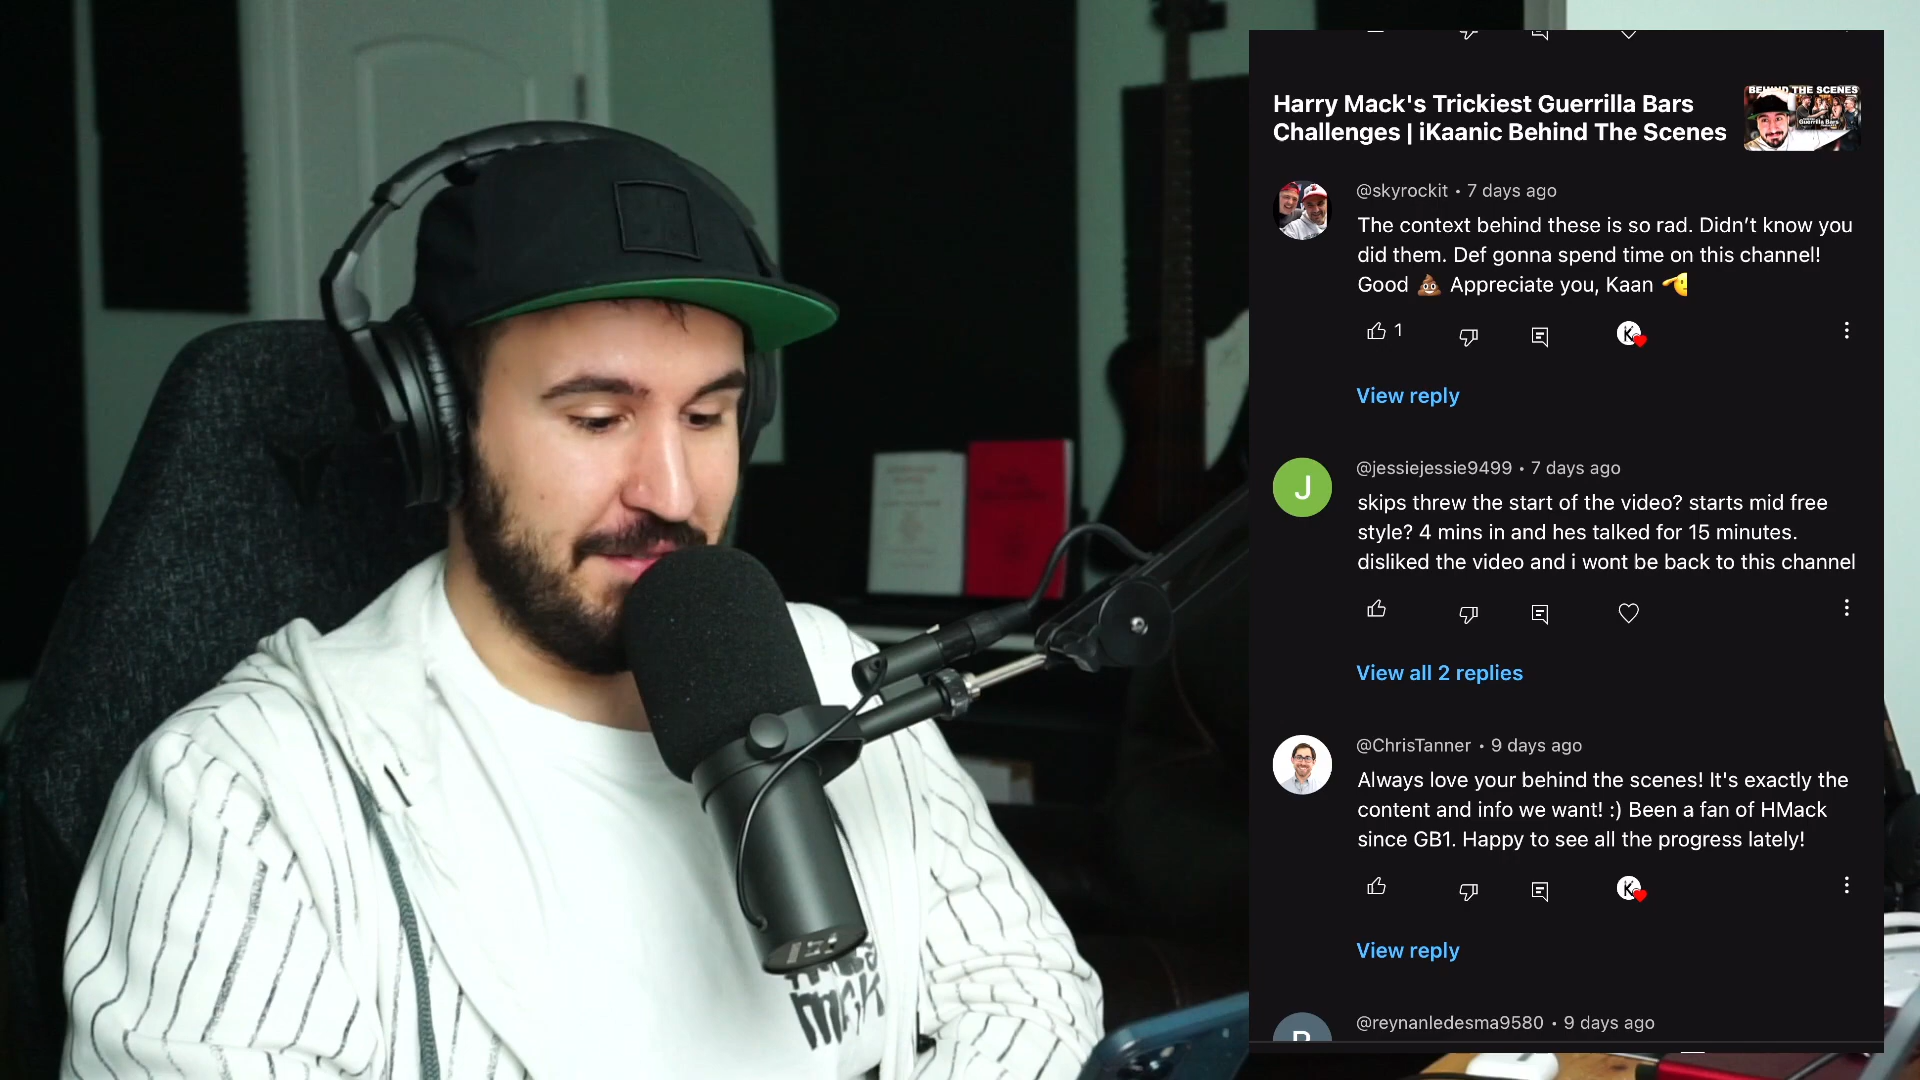 Harry Mack's Trickiest Guerrilla Bars
Challenges | iKaanic Behind The Scenes
BEHIND THE SCENES
Guerrilla Bars
@skyrockit • 7 days ago
The context behind these is so rad. Didn’t know you
did them. Def gonna spend time on this channel!
Good 💩 Appreciate you, Kaan
1
K
View reply
J
@jessiejessie9499 • 7 days ago
skips threw the start of the video? starts mid free
style? 4 mins in and hes talked for 15 minutes.
disliked the video and i wont be back to this channel
View all 2 replies
@ChrisTanner • 9 days ago
Always love your behind the scenes! It's exactly the
content and info we want! :) Been a fan of HMack
since GB1. Happy to see all the progress lately!
K
View reply
@reynanledesma9580 • 9 days ago